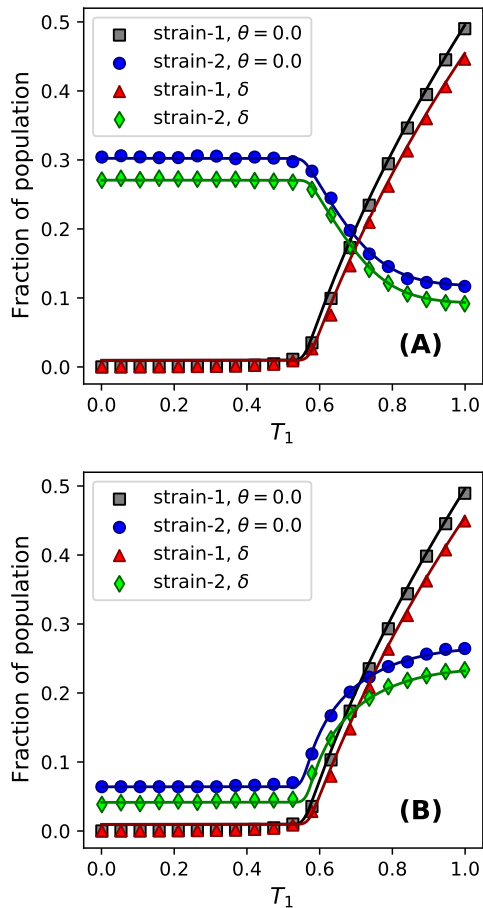 0.5
0.4
0.3
0.2
0.1
0.0
Fraction of population
strain-1, θ = 0.0
strain-2, θ = 0.0
strain-1, δ
strain-2, δ
(A)
0.0 0.2 0.4 0.6 0.8 1.0
T₁
0.5
0.4
0.3
0.2
0.1
0.0
Fraction of population
strain-1, θ = 0.0
strain-2, θ = 0.0
strain-1, δ
strain-2, δ
(B)
0.0 0.2 0.4 0.6 0.8 1.0
T₁